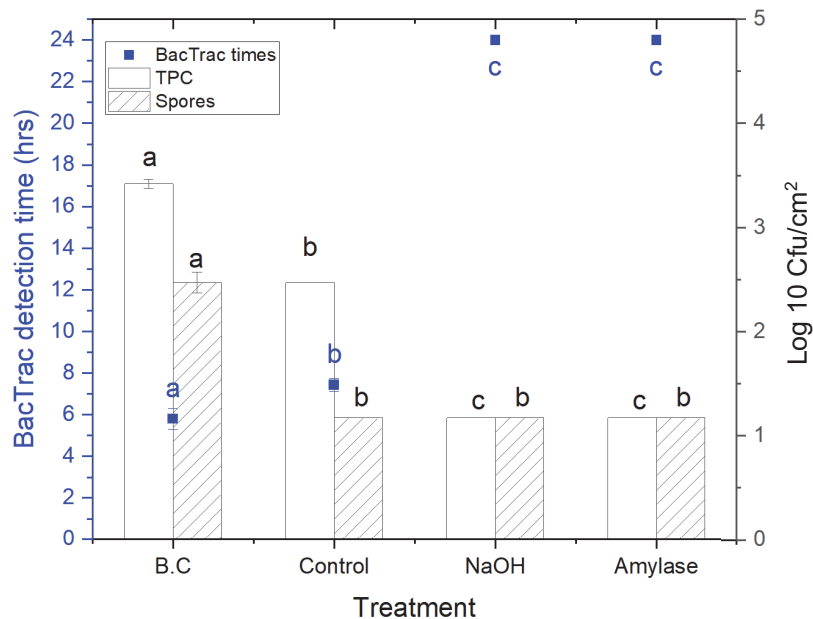 BacTrac times
TPC
Spores
24
22
20
18
16
14
12
10
8
6
4
2
0
BacTrac detection time (hrs)
5
4
3
2
1
0
Log 10 Cfu/cm²
a
a
a
b
b
b
c
c
b
c
c
b
B.C
Control
NaOH
Amylase
Treatment